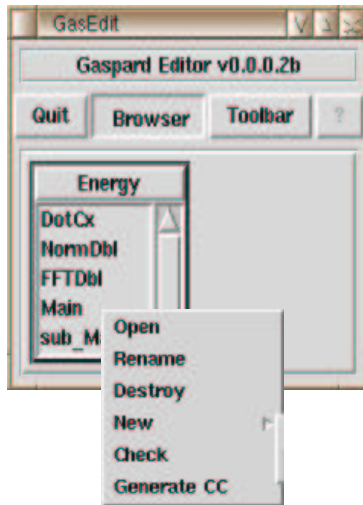 GasEdit
Gaspard Editor v0.0.0.2b
Quit Browser Toolbar ?
Energy
DotCx
NormDbl
FFTDbl
Main
sub_M
Open
Rename
Destroy
New
Check
Generate CC